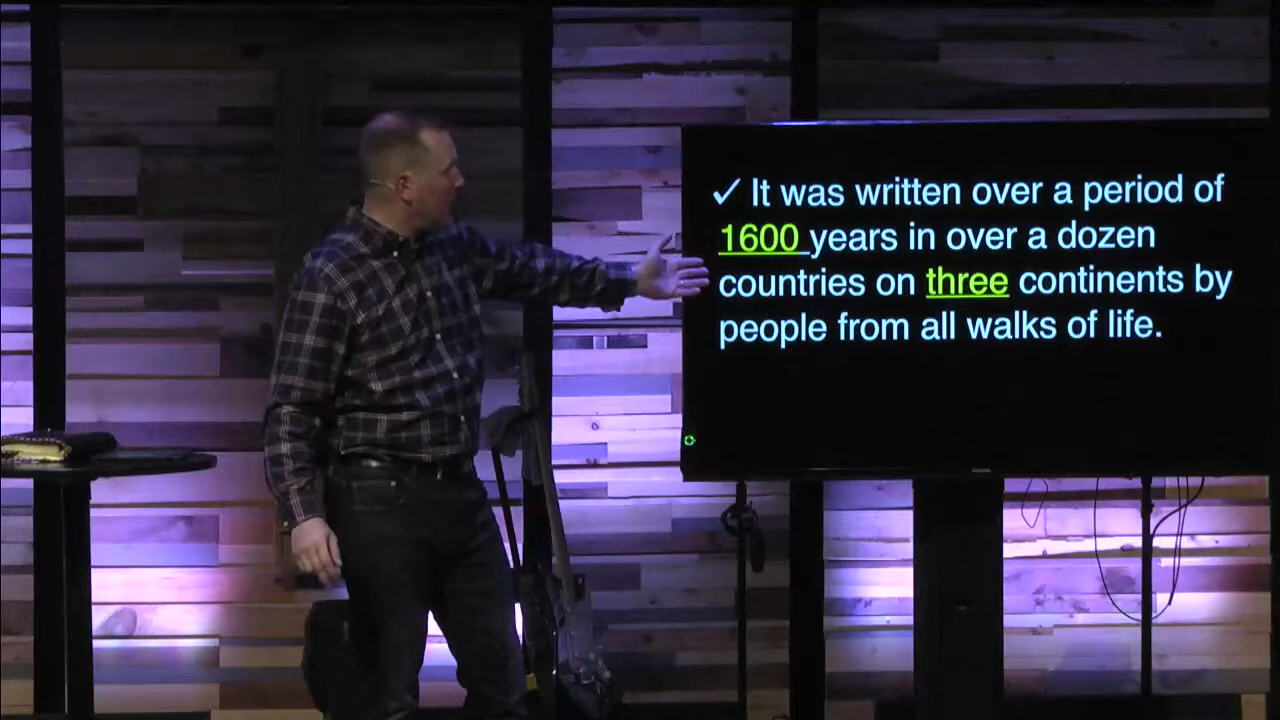 ✓ It was written over a period of
1600 years in over a dozen
countries on three continents by
people from all walks of life.